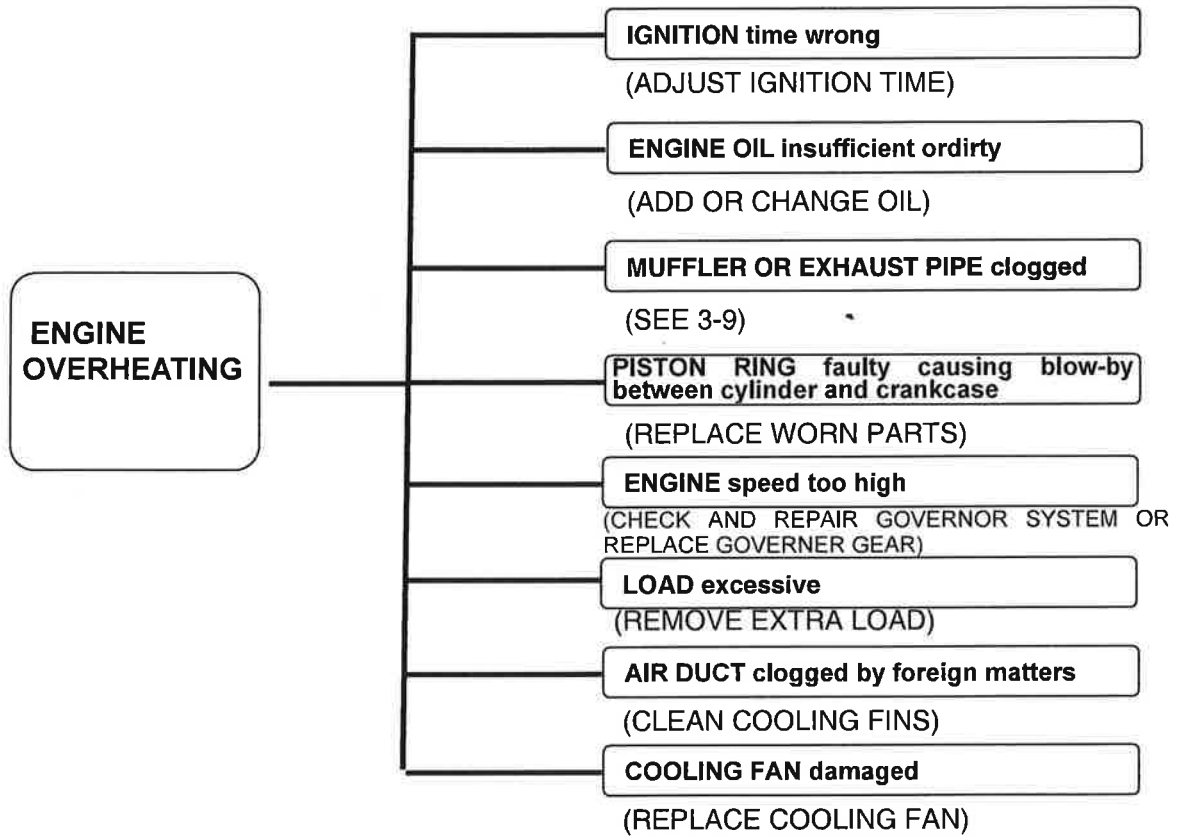 IGNITION time wrong
(ADJUST IGNITION TIME)
ENGINE OIL insufficient ordirty
(ADD OR CHANGE OIL)
MUFFLER OR EXHAUST PIPE clogged
(SEE 3-9)
ENGINE
OVERHEATING
PISTON RING faulty causing blow-by
between cylinder and crankcase
(REPLACE WORN PARTS)
ENGINE speed too high
(CHECK AND REPAIR GOVERNOR SYSTEM OR
REPLACE GOVERNER GEAR)
LOAD excessive
(REMOVE EXTRA LOAD)
AIR DUCT clogged by foreign matters
(CLEAN COOLING FINS)
COOLING FAN damaged
(REPLACE COOLING FAN)